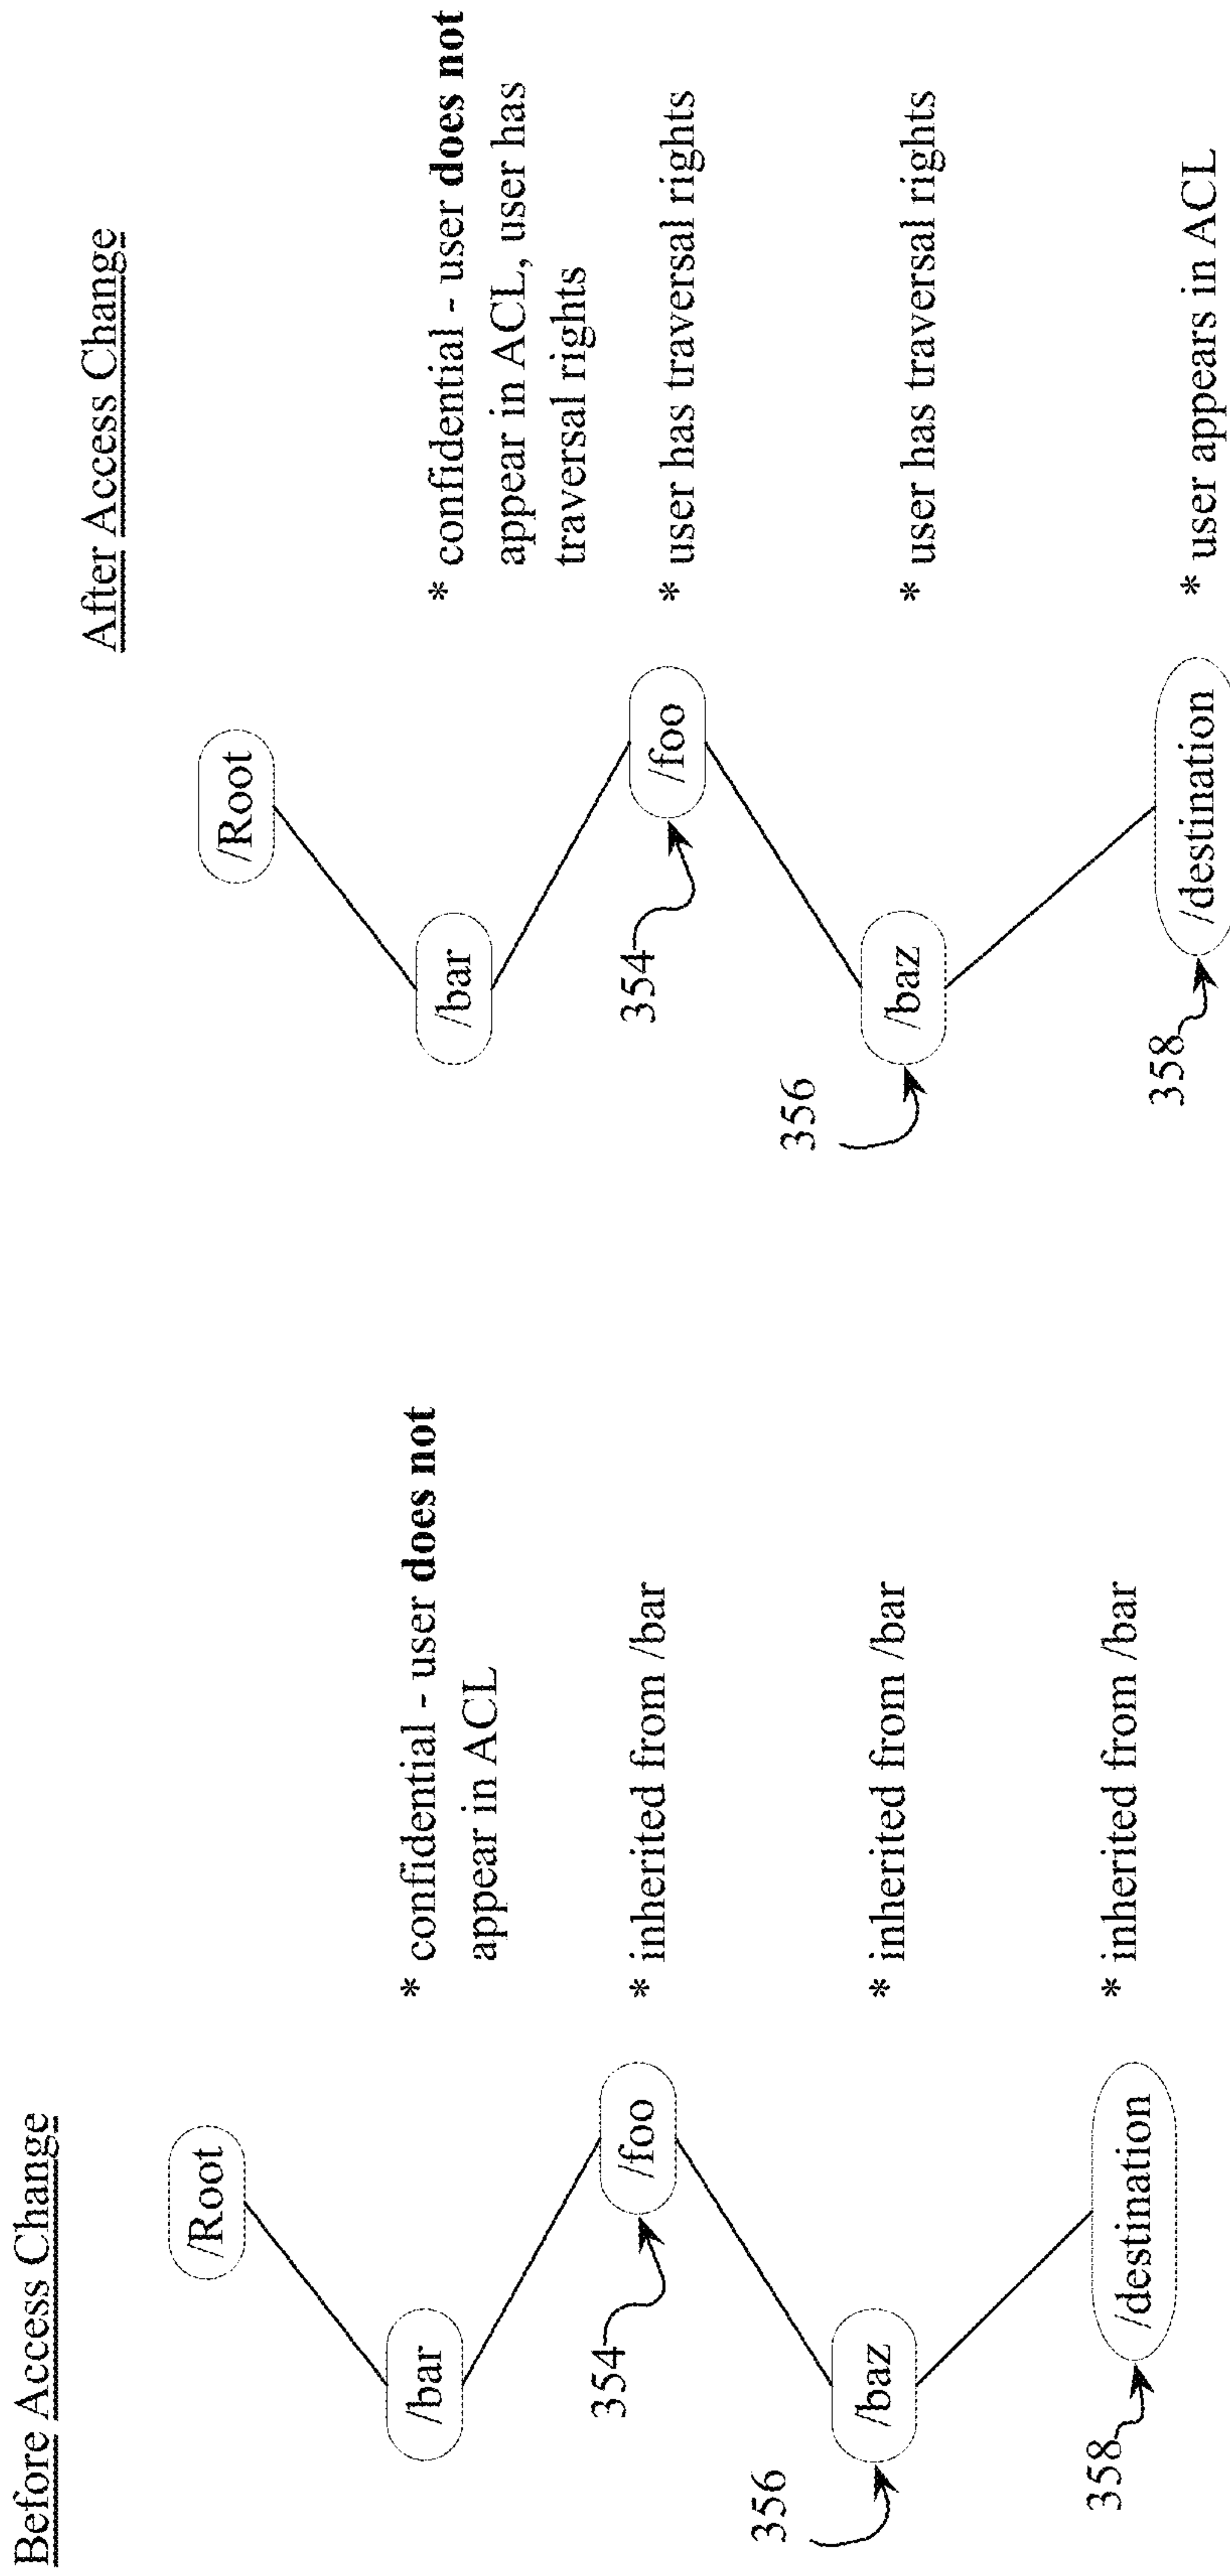 Before Access Change
/Root
/bar
* confidential - user does not
appear in ACL
354
/foo
* inherited from /bar
356
/baz
* inherited from /bar
358
/destination
* inherited from /bar
After Access Change
/Root
/bar
* confidential - user does not
appear in ACL, user has
traversal rights
354
/foo
* user has traversal rights
356
/baz
* user has traversal rights
358
/destination
* user appears in ACL